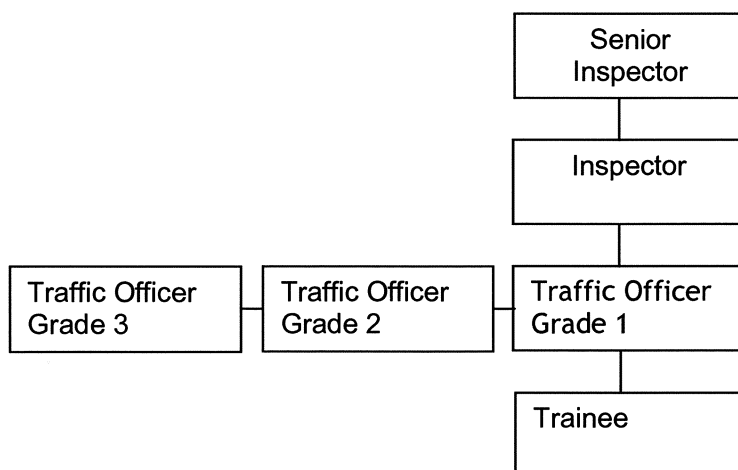 Senior
Inspector
Inspector
Traffic Officer
Grade 3
Traffic Officer
Grade 2
Traffic Officer
Grade 1
Trainee